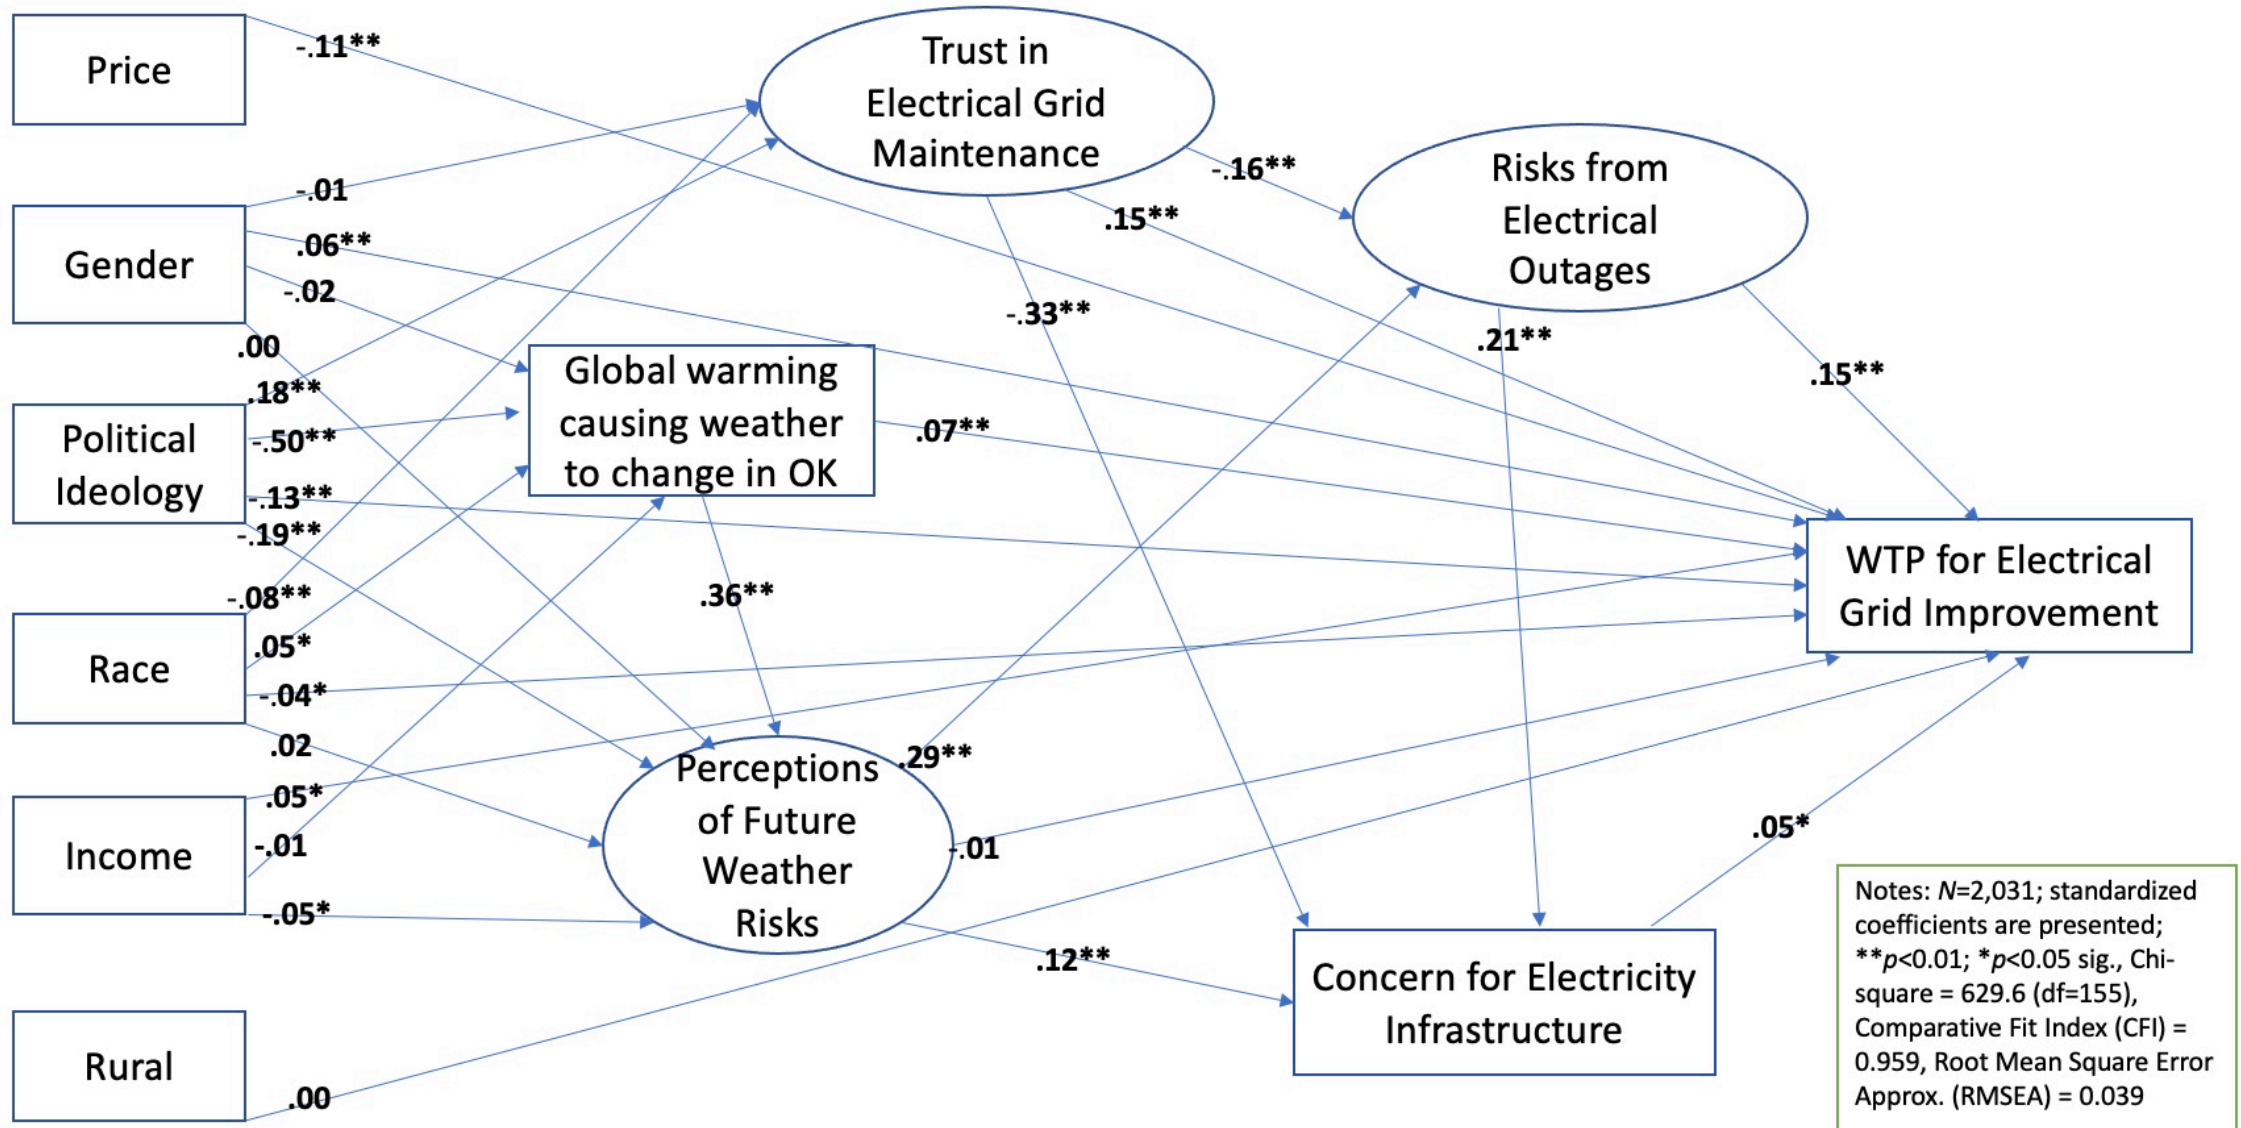 Price
-.11**
Trust in
Electrical Grid
Maintenance
-.16**
Risks from
Electrical
Outages
Gender
-.01
.06**
-.02
.00
.15**
-.33**
.21**
.15**
Political
Ideology
.18**
-.50**
-.13**
-.19**
Global warming
causing weather
to change in OK
.07**
.36**
WTP for Electrical
Grid Improvement
Race
-.08**
.05*
-.04*
.02
Income
.05*
-.01
-.05*
Perceptions
of Future
Weather
Risks
.29**
-.01
.12**
.05*
Concern for Electricity
Infrastructure
Rural
.00
Notes: N=2,031; standardized
coefficients are presented;
**p<0.01; *p<0.05 sig., Chi-
square = 629.6 (df=155),
Comparative Fit Index (CFI) =
0.959, Root Mean Square Error
Approx. (RMSEA) = 0.039